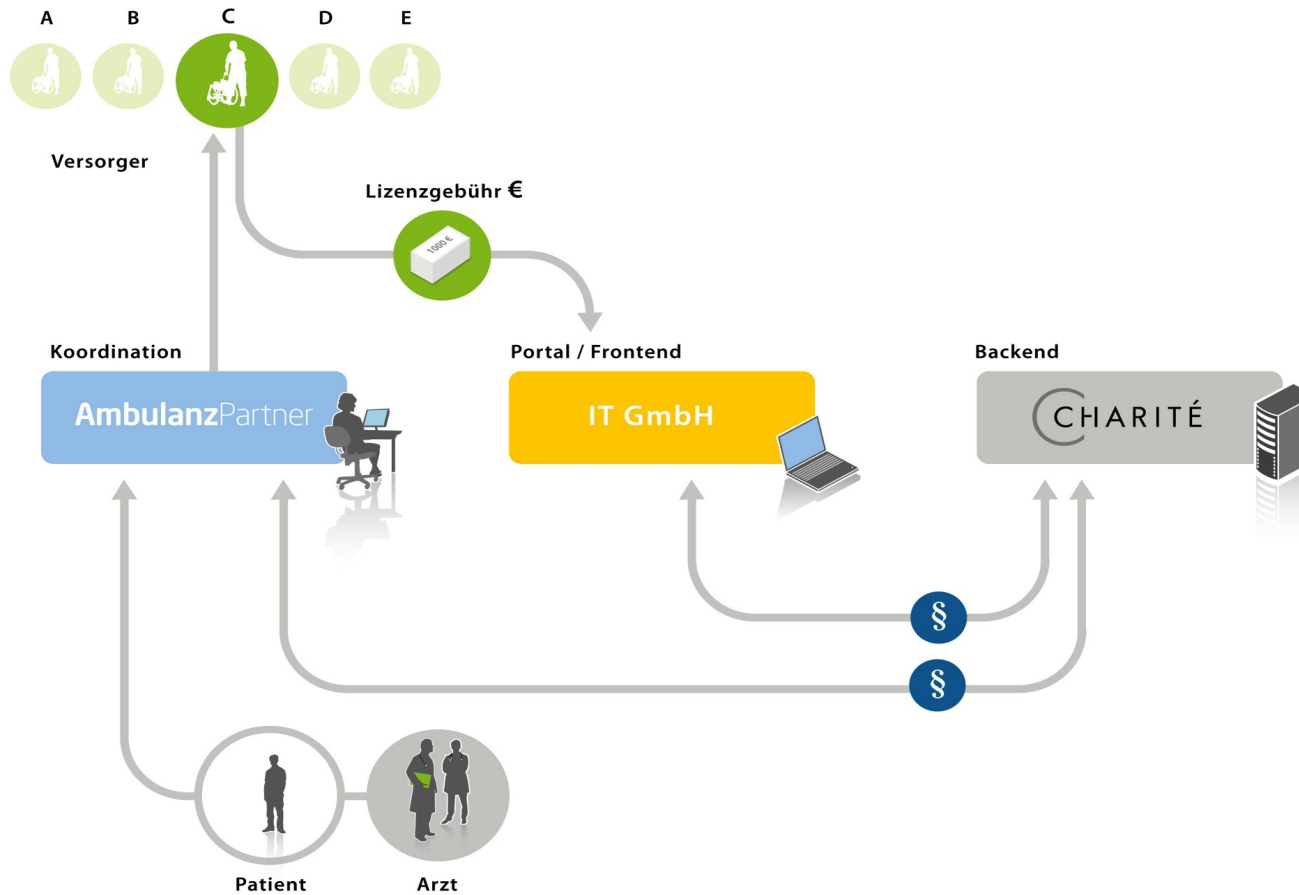 A B C D E
Versorger
Lizenzgebühr €
1000 €
Koordination
AmbulanzPartner
Portal / Frontend
IT GmbH
Backend
CHARITÉ
§
§
Patient
Arzt